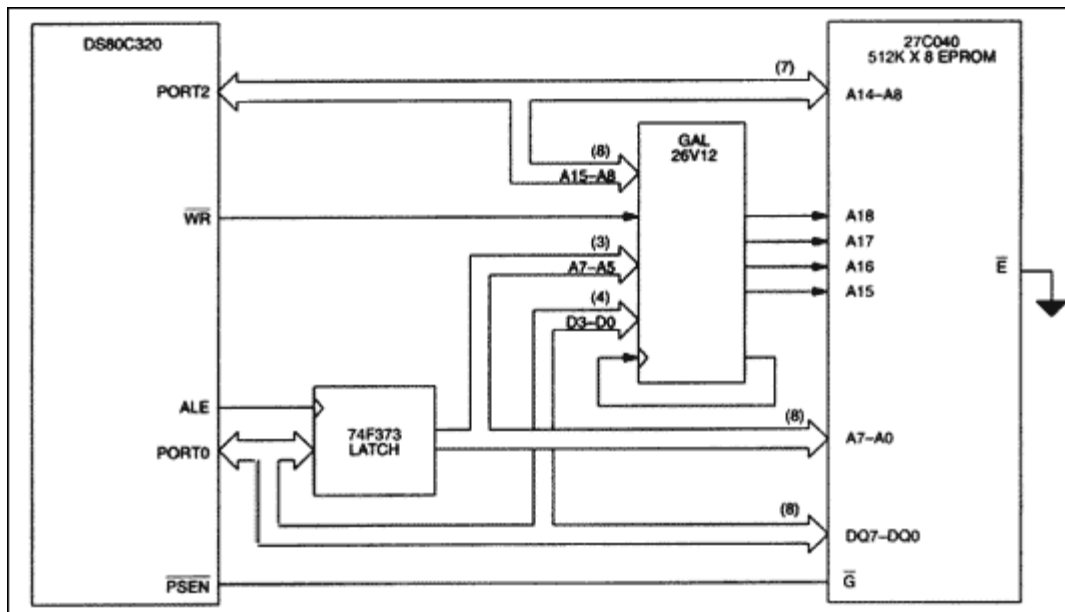 DS80C320
27C040
512K X 8 EPROM
PORT2
(7)
A14–A8
GAL
26V12
(8)
A15–A8
WR
A18
(3)
A17
A7–A5
A16
E
(4)
A15
D3–D0
ALE
74F373
LATCH
(8)
PORT0
A7–A0
(8)
DQ7–DQ0
PSEN
G